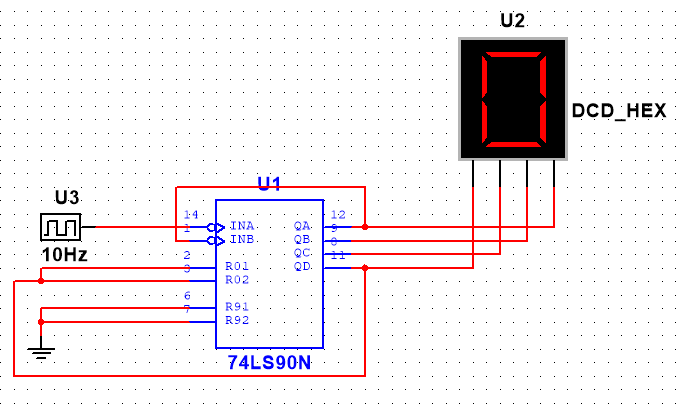 U2
DCD_HEX
U3
10Hz
U1
14
1
2
3
6
7
INA
INB
R01
R02
R91
R92
QA
QB
QC
QD
12
9
8
11
74LS90N